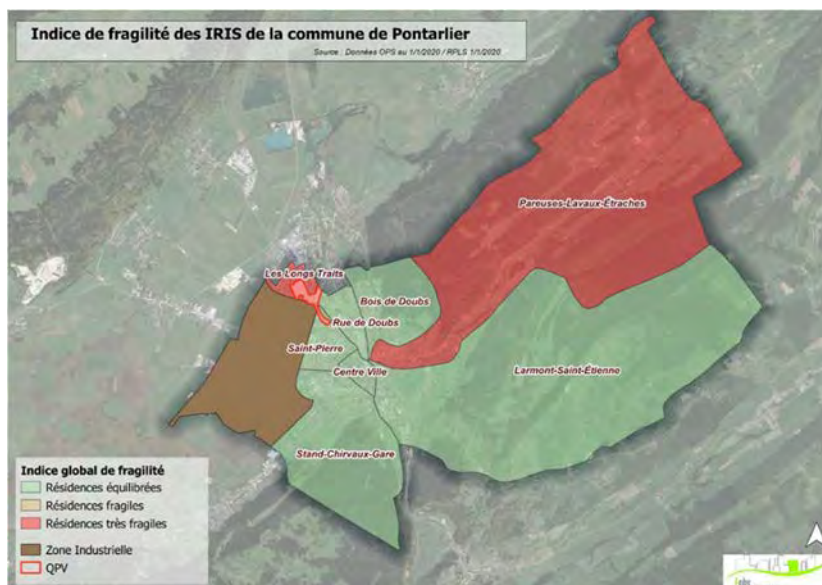 Indice de fragilité des IRIS de la commune de Pontarlier
Source : Données OPS au 1/1/2020 / RPLS 1/1/2020
Pareuses-Lavaux-Étraches
Les Longs Traits
Bois de Doubs
Rue de Doubs
Saint-Pierre
Centre Ville
Larmont-Saint-Étienne
Stand-Chirvaux-Gare
Indice global de fragilité
Résidences équilibrées
Résidences fragiles
Résidences très fragiles
Zone Industrielle
QPV